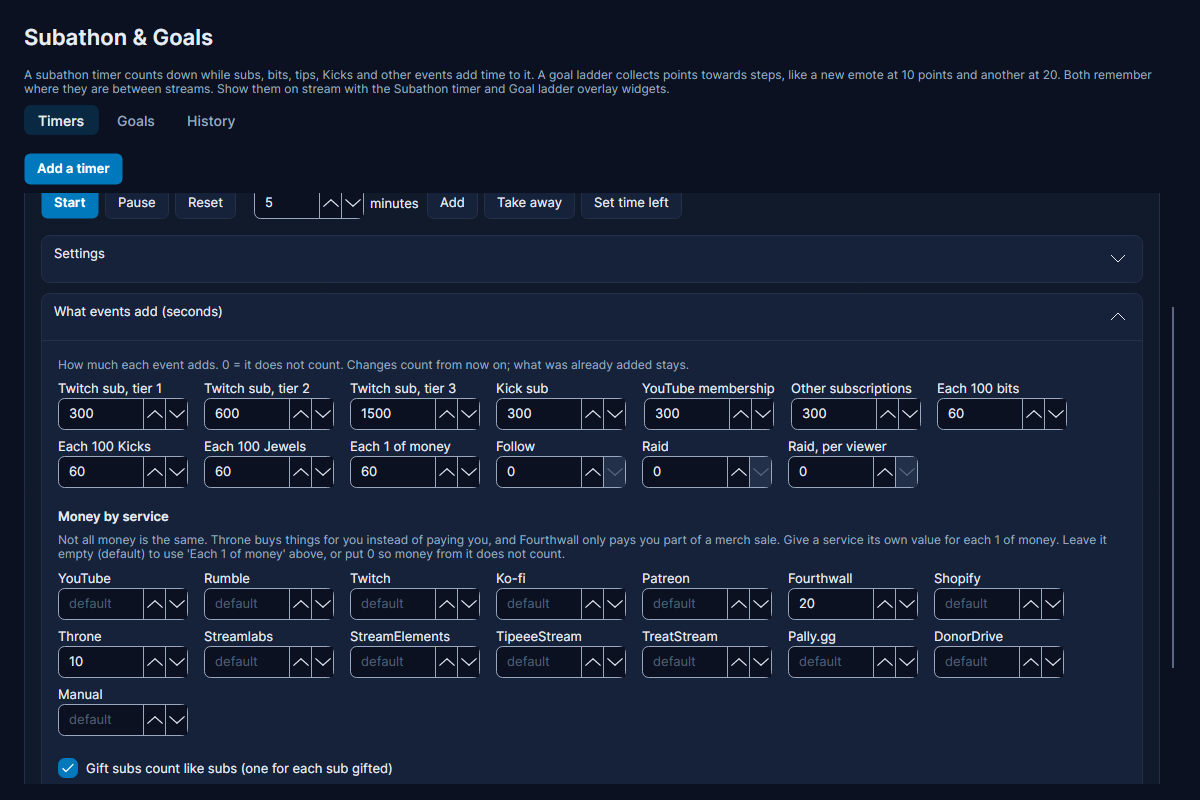 Subathon & Goals
A subathon timer counts down while subs, bits, tips, Kicks and other events add time to it. A goal ladder collects points towards steps, like a new emote at 10 points and another at 20. Both remember
where they are between streams. Show them on stream with the Subathon timer and Goal ladder overlay widgets.
Timers Goals History
Add a timer
Start Pause Reset 5 minutes Add Take away Set time left
Settings
What events add (seconds)
How much each event adds. 0 = it does not count. Changes count from now on; what was already added stays.
Twitch sub, tier 1 Twitch sub, tier 2 Twitch sub, tier 3 Kick sub YouTube membership Other subscriptions Each 100 bits
300 600 1500 300 300 300 60
Each 100 Kicks Each 100 Jewels Each 1 of money Follow Raid Raid, per viewer
60 60 60 0 0 0
Money by service
Not all money is the same. Throne buys things for you instead of paying you, and Fourthwall only pays you part of a merch sale. Give a service its own value for each 1 of money. Leave it
empty (default) to use 'Each 1 of money' above, or put 0 so money from it does not count.
YouTube Rumble Twitch Ko-fi Patreon Fourthwall Shopify
default default default default default 20 default
Throne Streamlabs StreamElements TipeeeStream TreatStream Pally.gg DonorDrive
10 default default default default default default
Manual
default
Gift subs count like subs (one for each sub gifted)